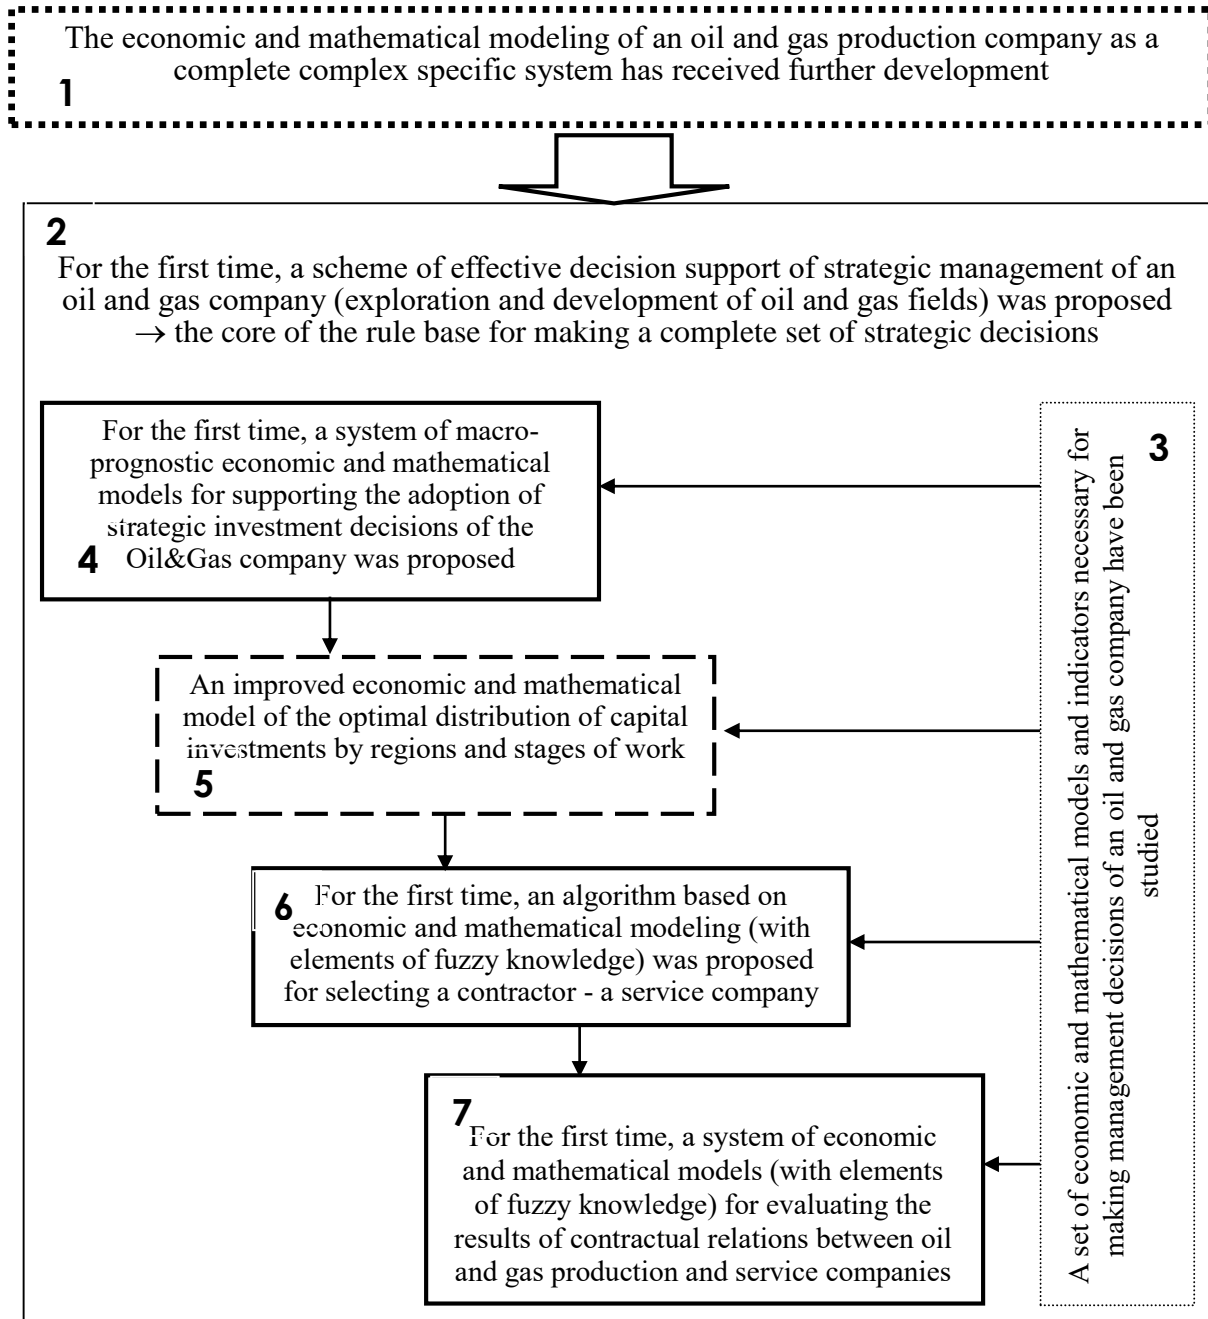 The economic and mathematical modeling of an oil and gas production company as a
complete complex specific system has received further development
1
2
For the first time, a scheme of effective decision support of strategic management of an
oil and gas company (exploration and development of oil and gas fields) was proposed
→ the core of the rule base for making a complete set of strategic decisions
For the first time, a system of macro-
prognostic economic and mathematical
models for supporting the adoption of
strategic investment decisions of the
4 Oil&Gas company was proposed
3
A set of economic and mathematical models and indicators necessary for
making management decisions of an oil and gas company have been
studied
An improved economic and mathematical
model of the optimal distribution of capital
investments by regions and stages of work
5
6 For the first time, an algorithm based on
economic and mathematical modeling (with
elements of fuzzy knowledge) was proposed
for selecting a contractor - a service company
7
For the first time, a system of economic
and mathematical models (with elements
of fuzzy knowledge) for evaluating the
results of contractual relations between oil
and gas production and service companies